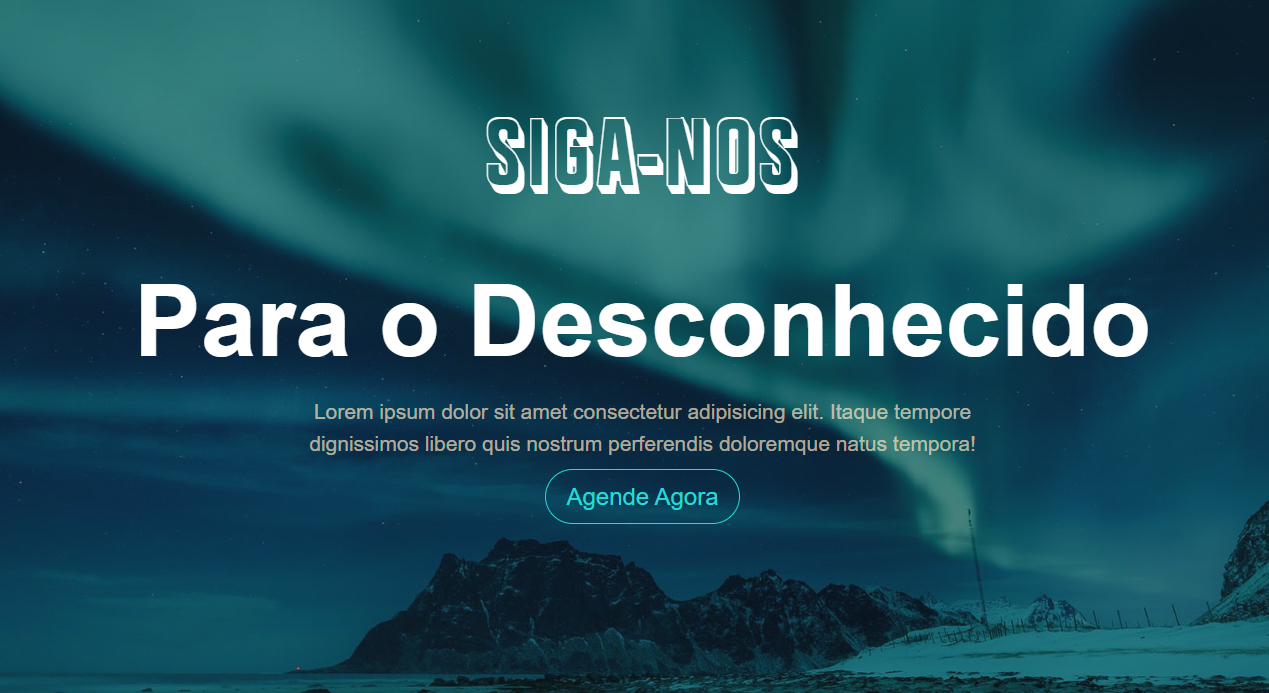 SIGA-NOS
Para o Desconhecido
Lorem ipsum dolor sit amet consectetur adipisicing elit. Itaque tempore
dignissimos libero quis nostrum perferendis doloremque natus tempora!
Agende Agora